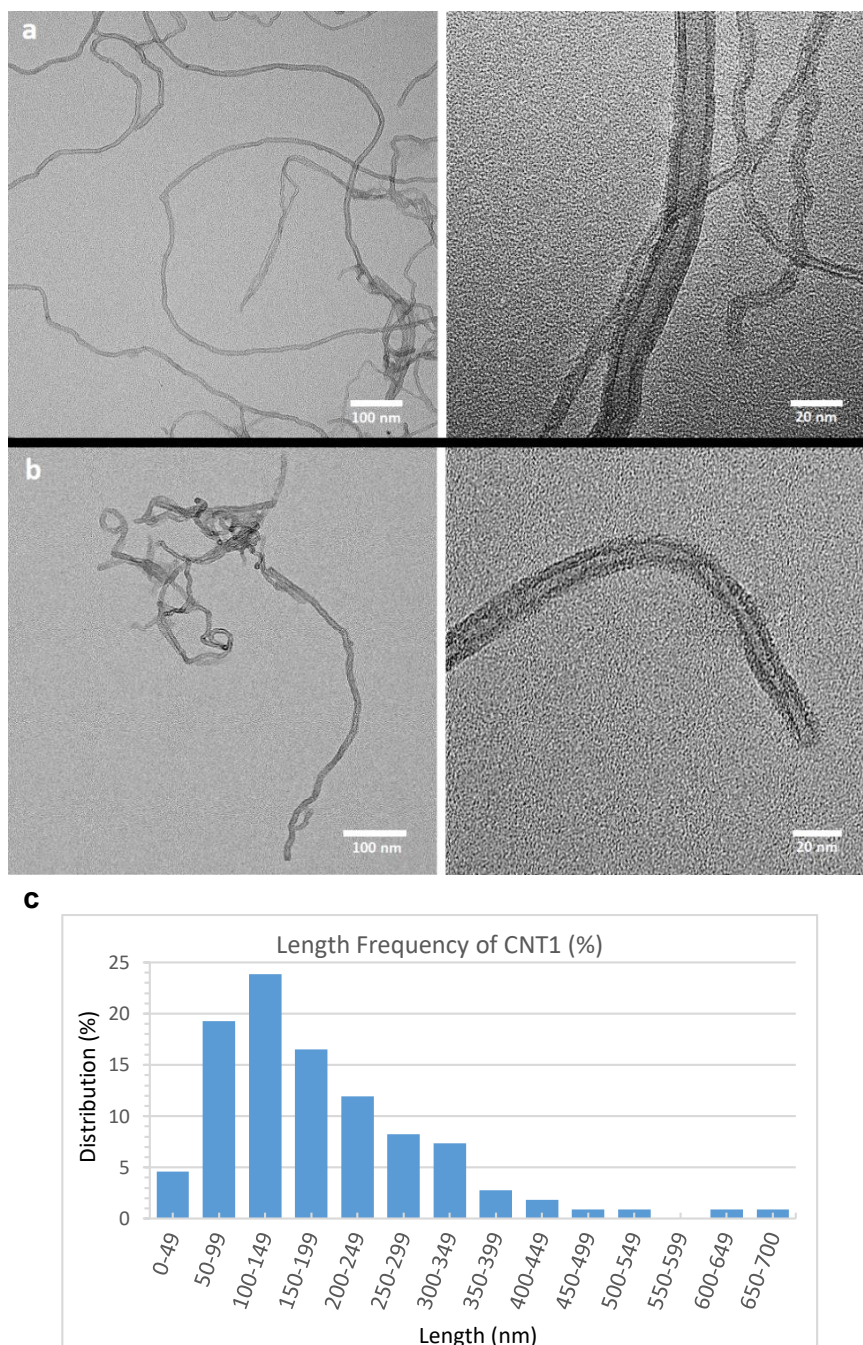 a
100 nm
20 nm
b
100 nm
20 nm
c
Length Frequency of CNT1 (%)
25
20
15
10
5
0
Distribution (%)
0-49
50-99
100-149
150-199
200-249
250-299
300-349
350-399
400-449
450-499
500-549
550-599
600-649
650-700
Length (nm)